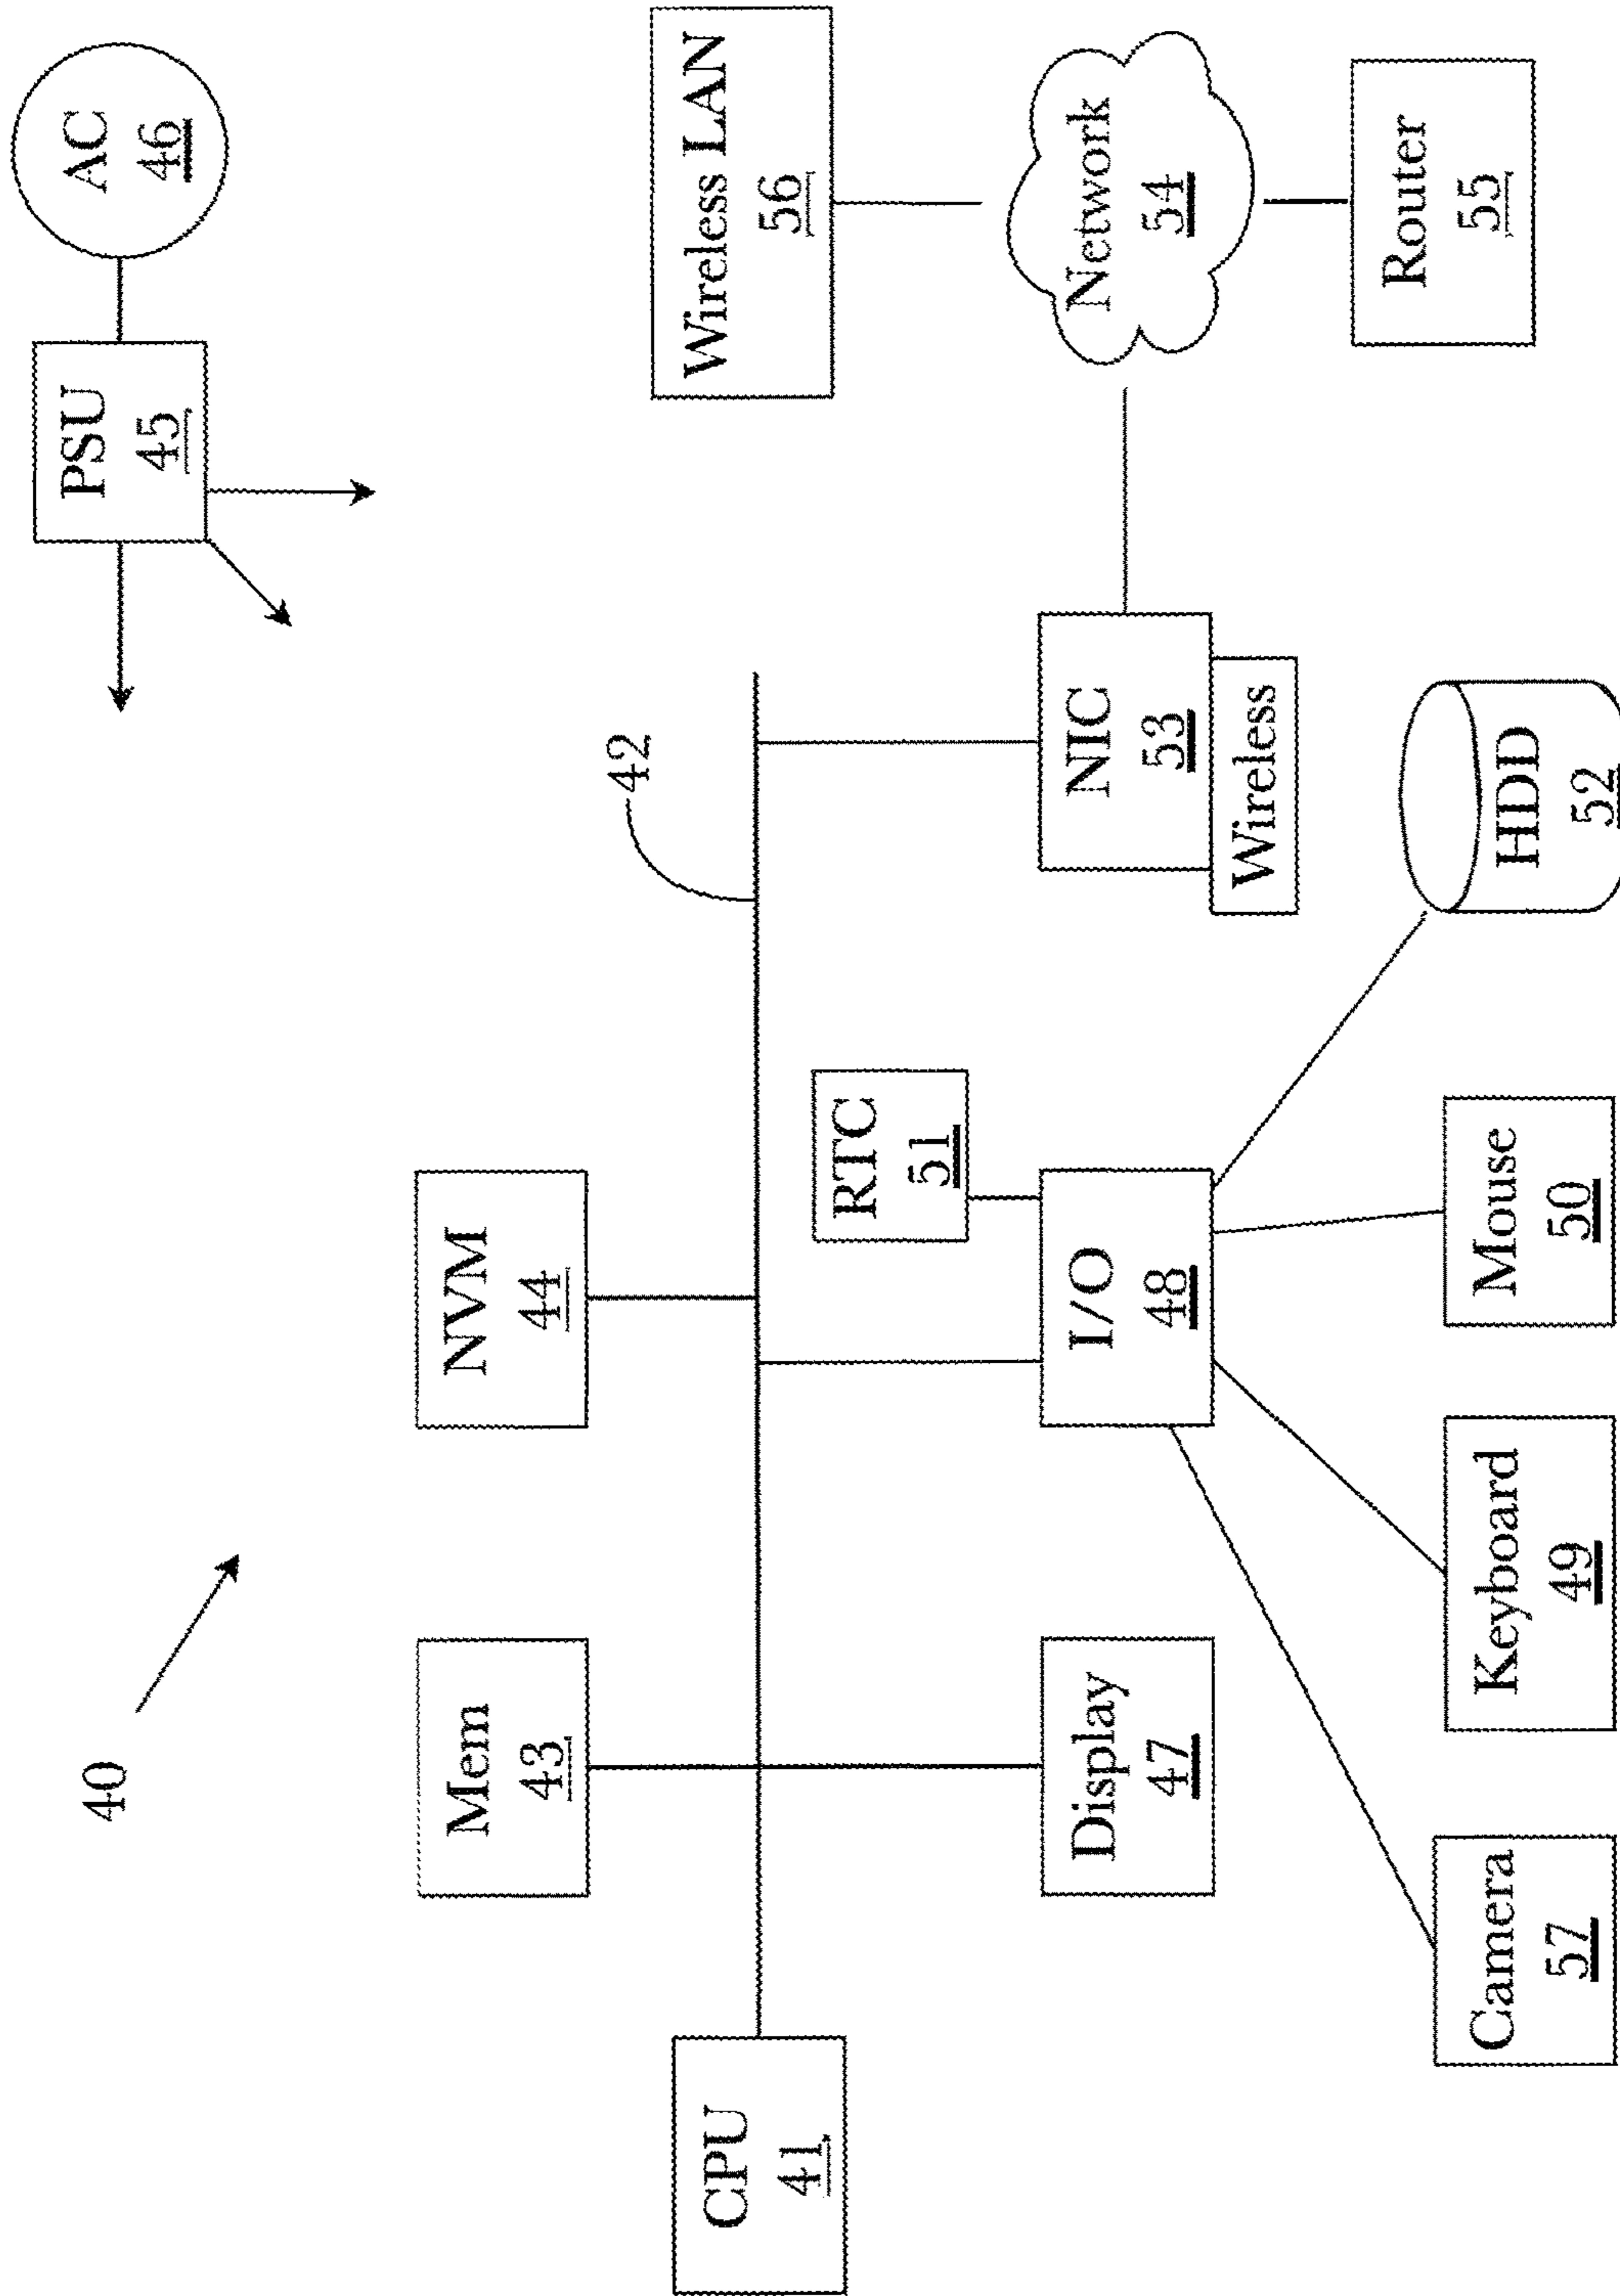 40
AC
46
PSU
45
Mem
43
NVM
44
42
Wireless LAN
56
CPU
41
RTC
51
Display
47
I/O
48
NIC
53
Wireless
Network
54
Router
55
Camera
57
Keyboard
49
Mouse
50
HDD
52